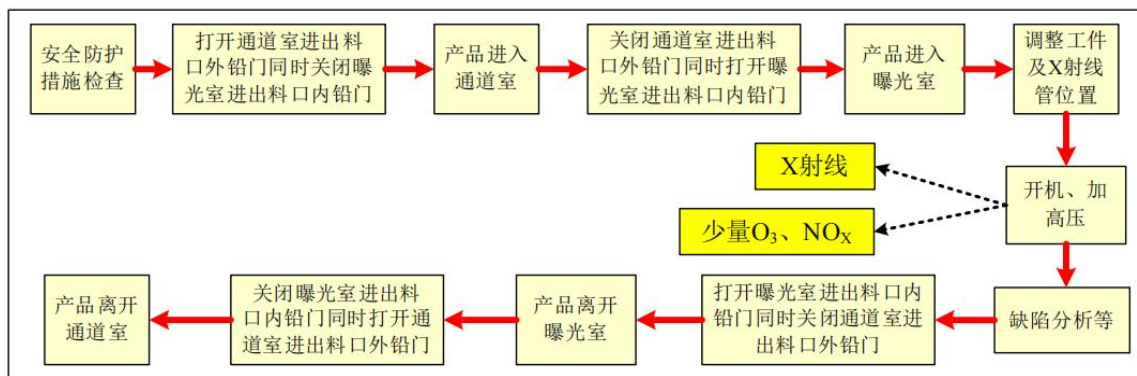 安全防护
措施检查
打开通道室进出料
口外铅门同时关闭曝
光室进出料口内铅门
产品进入
通道室
关闭通道室进出料
口外铅门同时打开曝
光室进出料口内铅门
产品进入
曝光室
调整工件
及X射线
管位置
X射线
开机、加
高压
少量O₃、NOₓ
产品离开
通道室
关闭曝光室进出料
口内铅门同时打开通
道室进出料口外铅门
产品离开
曝光室
打开曝光室进出料口内
铅门同时关闭通道室进
出料口外铅门
缺陷分析等